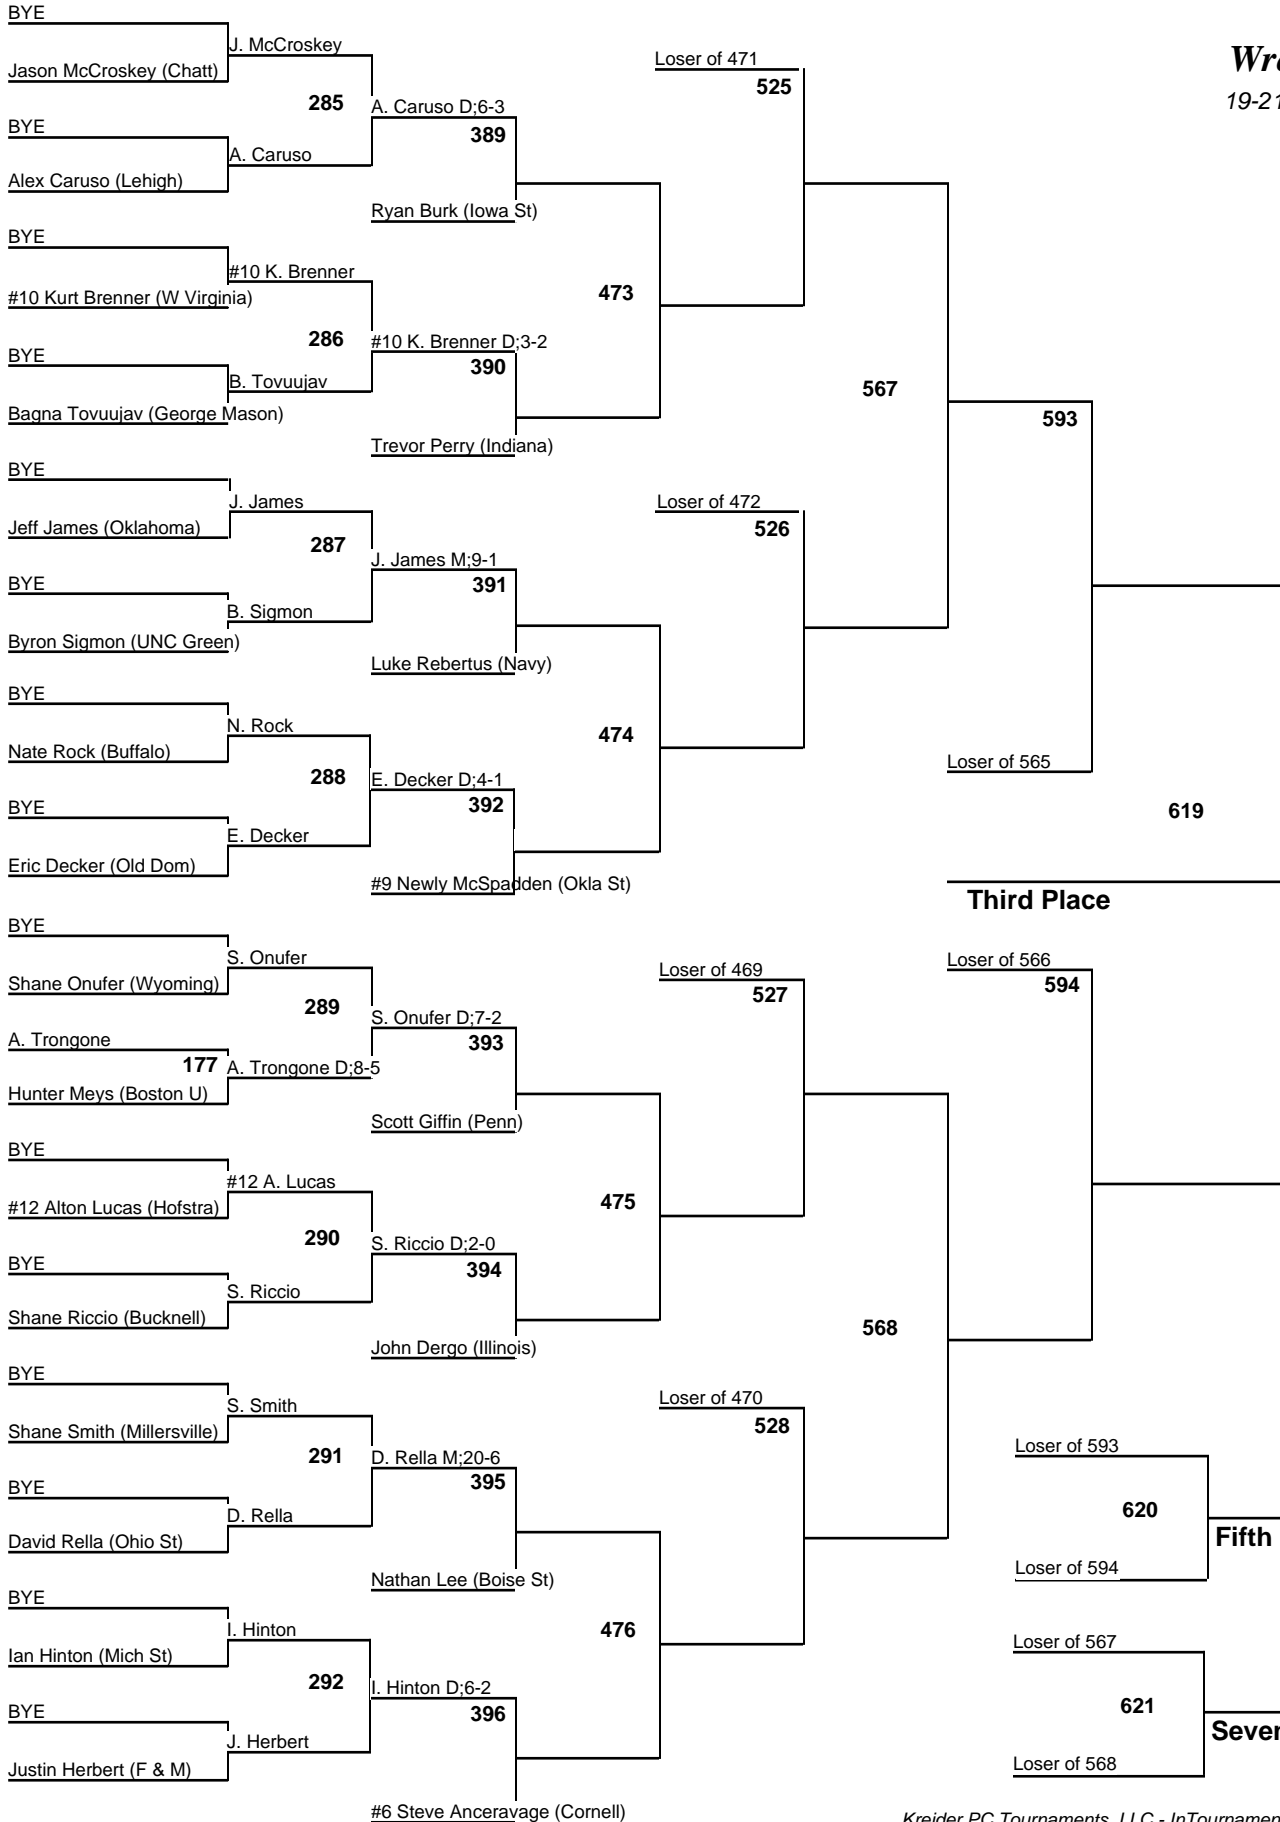 BYE
J. McCroskey
Jason McCroskey (Chatt)
285
A. Caruso D;6-3
389
BYE
A. Caruso
Alex Caruso (Lehigh)
Ryan Burk (Iowa St)
Loser of 471
525
19-21
BYE
#10 K. Brenner
#10 Kurt Brenner (W Virginia)
473
286
#10 K. Brenner D;3-2
390
BYE
B. Tovuujav
Bagna Tovuujav (George Mason)
Trevor Perry (Indiana)
567
593
BYE
J. James
Jeff James (Oklahoma)
Loser of 472
526
287
J. James M;9-1
391
BYE
B. Sigmon
Byron Sigmon (UNC Green)
Luke Rebertus (Navy)
BYE
N. Rock
Nate Rock (Buffalo)
474
288
E. Decker D;4-1
392
BYE
E. Decker
Eric Decker (Old Dom)
#9 Newly McSpadden (Okla St)
Loser of 565
619
Third Place
BYE
S. Onufer
Shane Onufer (Wyoming)
Loser of 469
527
Loser of 566
594
289
S. Onufer D;7-2
393
A. Trongone
177
A. Trongone D;8-5
Hunter Meys (Boston U)
Scott Giffin (Penn)
BYE
#12 A. Lucas
#12 Alton Lucas (Hofstra)
475
290
S. Riccio D;2-0
394
BYE
S. Riccio
Shane Riccio (Bucknell)
John Dergo (Illinois)
568
BYE
S. Smith
Shane Smith (Millersville)
Loser of 470
528
291
D. Rella M;20-6
395
BYE
D. Rella
David Rella (Ohio St)
Nathan Lee (Boise St)
Loser of 593
620
Fifth
Loser of 594
BYE
I. Hinton
Ian Hinton (Mich St)
476
292
I. Hinton D;6-2
396
BYE
J. Herbert
Justin Herbert (F & M)
#6 Steve Anceravage (Cornell)
Loser of 567
621
Loser of 568
Kreider PC Tournaments, LLC -